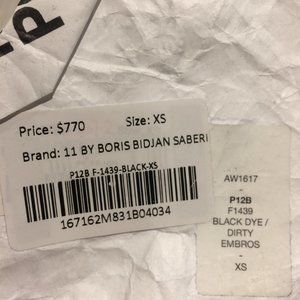 Price: $770 Size: XS
Brand: 11 BY BORIS BIDJAN SABERI
P12B F-1439-BLACK-XS
167162M831B04034
AW1617
-
P12B
F1439
BLACK DYE /
DIRTY
EMBROS
-
XS